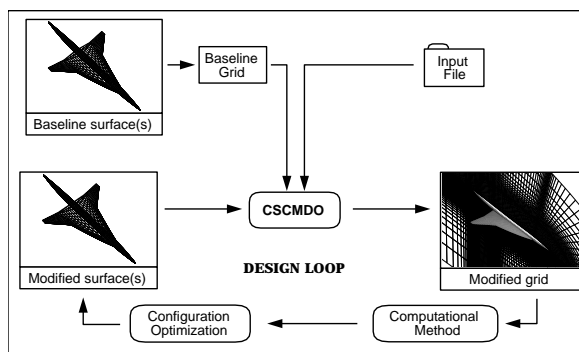 Baseline
Grid
Input
File
Baseline surface(s)
CSCMDO
DESIGN LOOP
Modified surface(s)
Modified grid
Configuration
Optimization
Computational
Method